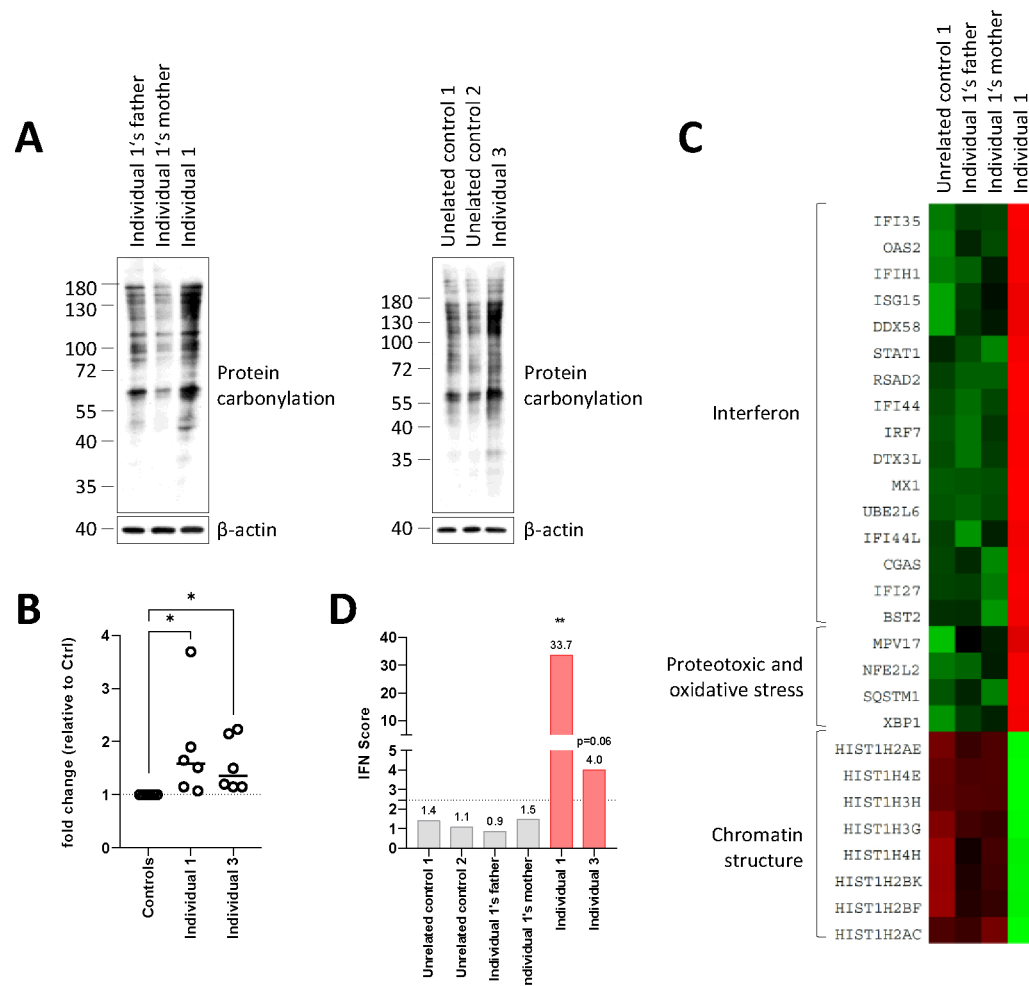 A
Individual 1's father
Individual 1's mother
Individual 1
180
130
100
72
55
40
35
40
Protein
carbonylation
β-actin
Unelated control 1
Unelated control 2
Individual 3
180
130
100
72
55
40
35
40
Protein
carbonylation
β-actin
B
fold change (relative to Ctrl)
4
3
2
1
0
*
*
Controls
Individual 1
Individual 3
D
IFN Score
40
30
20
10
5
4
3
2
1
0
1.4
1.1
0.9
1.5
**
33.7
p=0.06
4.0
Unrelated control 1
Unrelated control 2
Individual 1's father
ndividual 1's mother
Individual 1
Individual 3
C
Unrelated control 1
Individual 1's father
Individual 1's mother
Individual 1
Interferon
IFI35
OAS2
IFIH1
ISG15
DDX58
STAT1
RSAD2
IFI44
IRF7
DTX3L
MX1
UBE2L6
IFI44L
CGAS
IFI27
BST2
Proteotoxic and
oxidative stress
MPV17
NFE2L2
SQSTM1
XBP1
Chromatin
structure
HIST1H2AE
HIST1H4E
HIST1H3H
HIST1H3G
HIST1H4H
HIST1H2BK
HIST1H2BF
HIST1H2AC